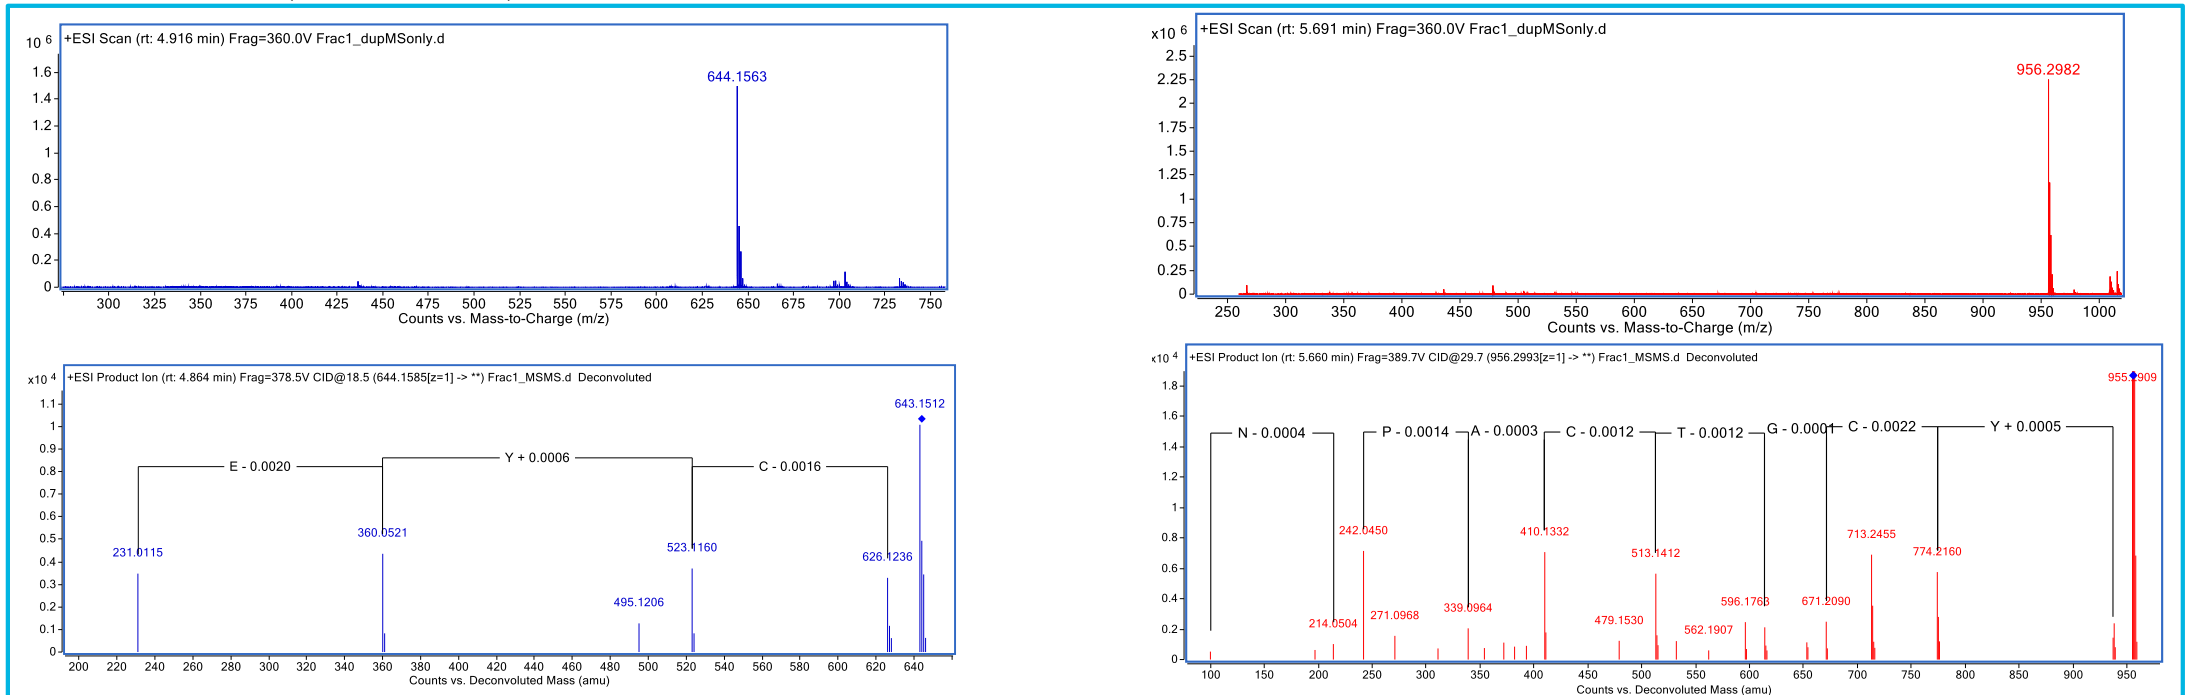 +ESI Scan (rt: 4.916 min) Frag=360.0V Frac1_dupMSonly.d
10 6
1.6
1.4
1.2
1
0.8
0.6
0.4
0.2
0
644.1563
300 325 350 375 400 425 450 475 500 525 550 575 600 625 650 675 700 725 750
Counts vs. Mass-to-Charge (m/z)
+ESI Scan (rt: 5.691 min) Frag=360.0V Frac1_dupMSonly.d
x10 6
2.5
2.25
2
1.75
1.5
1.25
1
0.75
0.5
0.25
0
956.2982
250 300 350 400 450 500 550 600 650 700 750 800 850 900 950 1000
Counts vs. Mass-to-Charge (m/z)
+ESI Product Ion (rt: 4.864 min) Frag=378.5V CID@18.5 (644.1585[z=1] -> **) Frac1_MSMS.d Deconvoluted
x10 4
1.1
1
0.9
0.8
0.7
0.6
0.5
0.4
0.3
0.2
0.1
0
643.1512
Y + 0.0006
E - 0.0020
C - 0.0016
360.0521
523.1160
231.0115
626.1236
495.1206
200 220 240 260 280 300 320 340 360 380 400 420 440 460 480 500 520 540 560 580 600 620 640
Counts vs. Deconvoluted Mass (amu)
+ESI Product Ion (rt: 5.660 min) Frag=389.7V CID@29.7 (956.2993[z=1] -> **) Frac1_MSMS.d Deconvoluted
x10 4
1.8
1.6
1.4
1.2
1
0.8
0.6
0.4
0.2
0
955.2909
N - 0.0004
P - 0.0014
A - 0.0003
C - 0.0012
T - 0.0012
G - 0.0001
C - 0.0022
Y + 0.0005
242.0450
410.1332
713.2455
513.1412
774.2160
596.1763
671.2090
339.0964
271.0968
214.0504
479.1530
562.1907
100 150 200 250 300 350 400 450 500 550 600 650 700 750 800 850 900 950
Counts vs. Deconvoluted Mass (amu)